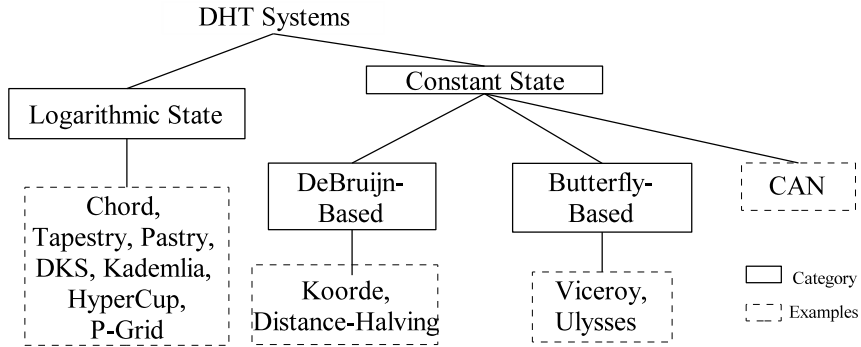 DHT Systems
Constant State
Logarithmic State
DeBruijn-
Based
Butterfly-
Based
CAN
Chord,
Tapestry, Pastry,
DKS, Kademlia,
HyperCup,
P-Grid
Koorde,
Distance-Halving
Viceroy,
Ulysses
Category
Examples